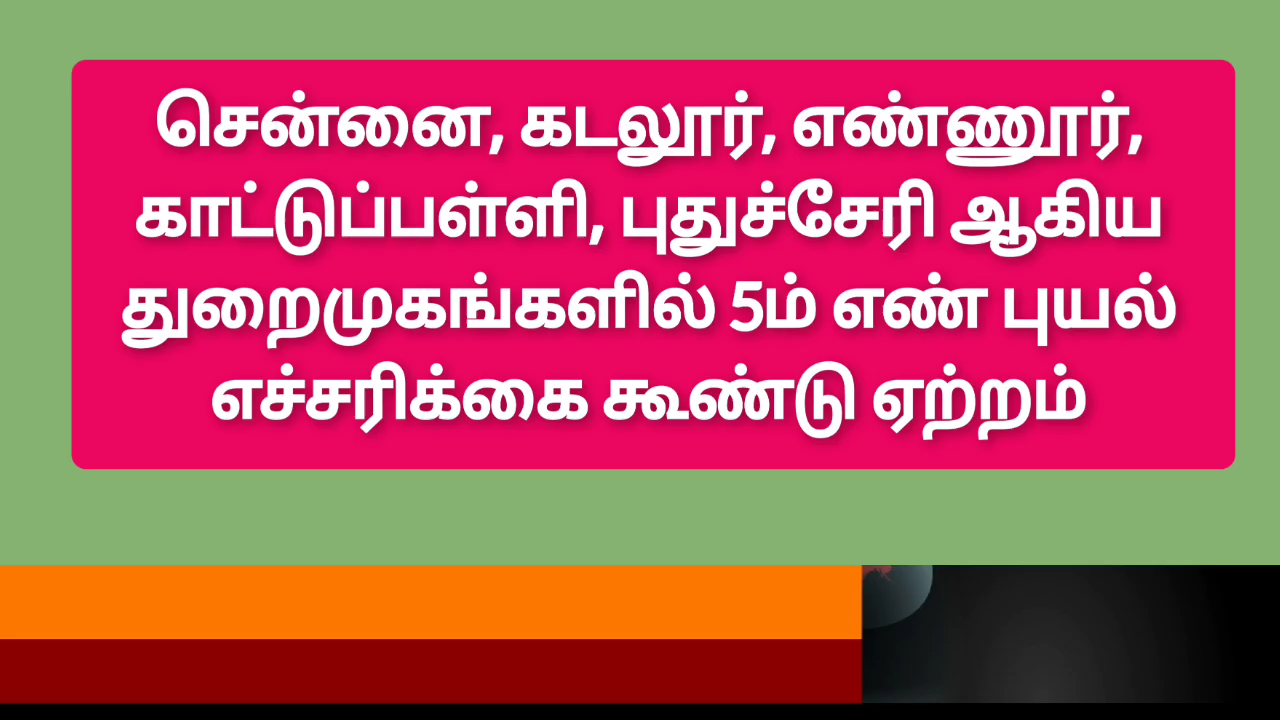 சென்னை, கடலூர், எண்ணூர்,
காட்டுப்பள்ளி, புதுச்சேரி ஆகிய
துறைமுகங்களில் 5ம் எண் புயல்
எச்சரிக்கை கூண்டு ஏற்றம்